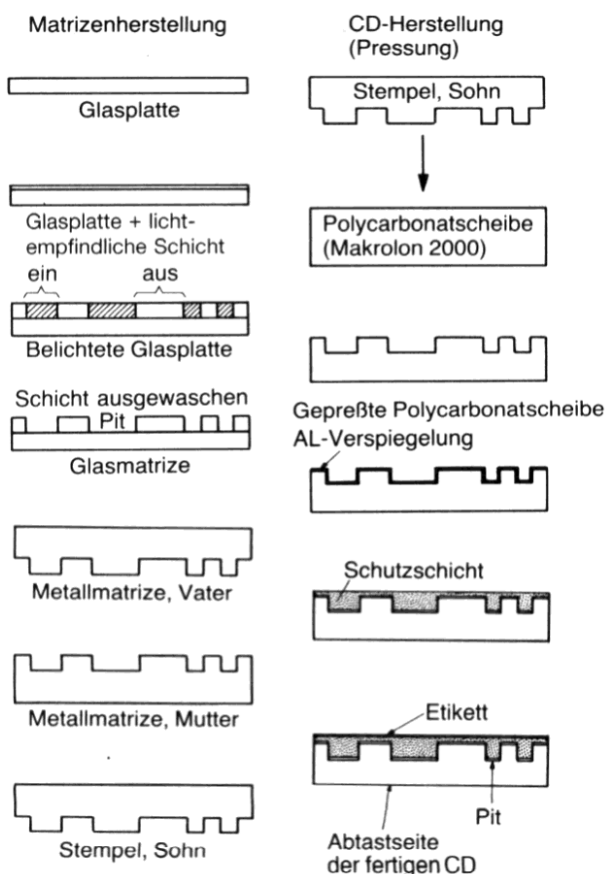 Matrizenherstellung
Glasplatte
Glasplatte + licht-
empfindliche Schicht
ein aus
Belichtete Glasplatte
Schicht ausgewaschen
Pit
Glasmatrize
Metallmatrize, Vater
Metallmatrize, Mutter
Stempel, Sohn
CD-Herstellung
(Pressung)
Stempel, Sohn
Polycarbonatscheibe
(Makrolon 2000)
Gepreßte Polycarbonatscheibe
AL-Verspiegelung
Schutzschicht
Etikett
Pit
Abtastseite
der fertigen CD